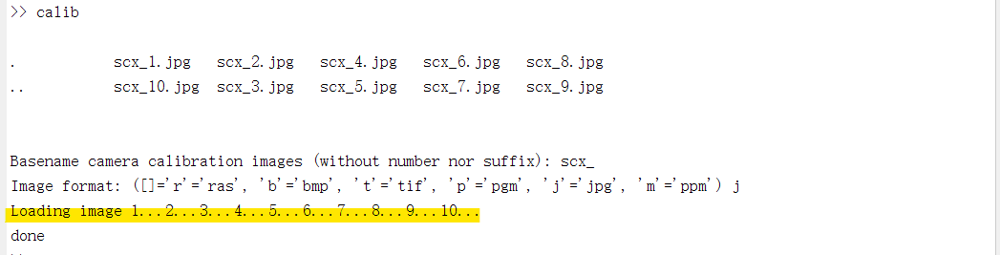 >> calib
.        scx_1.jpg   scx_2.jpg   scx_4.jpg   scx_6.jpg   scx_8.jpg
..       scx_10.jpg  scx_3.jpg   scx_5.jpg   scx_7.jpg   scx_9.jpg
Basename camera calibration images (without number nor suffix): scx_
Image format: ([]='r'='ras', 'b'='bmp', 't'='tif', 'p'='pgm', 'j'='jpg', 'm'='ppm') j
Loading image 1...2...3...4...5...6...7...8...9...10...
done